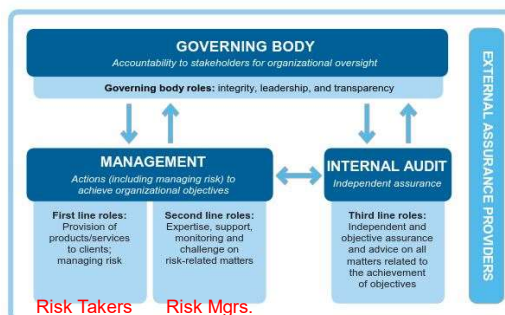 GOVERNING BODY
Accountability to stakeholders for organizational oversight
Governing body roles: integrity, leadership, and transparency
MANAGEMENT
Actions (including managing risk) to
achieve organizational objectives
First line roles:
Provision of
products/services
to clients;
managing risk
Second line roles:
Expertise, support,
monitoring and
challenge on
risk-related matters
INTERNAL AUDIT
Independent assurance
Third line roles:
Independent and
objective assurance
and advice on all
matters related to
the achievement
of objectives
EXTERNAL ASSURANCE PROVIDERS
Risk Takers
Risk Mgrs.